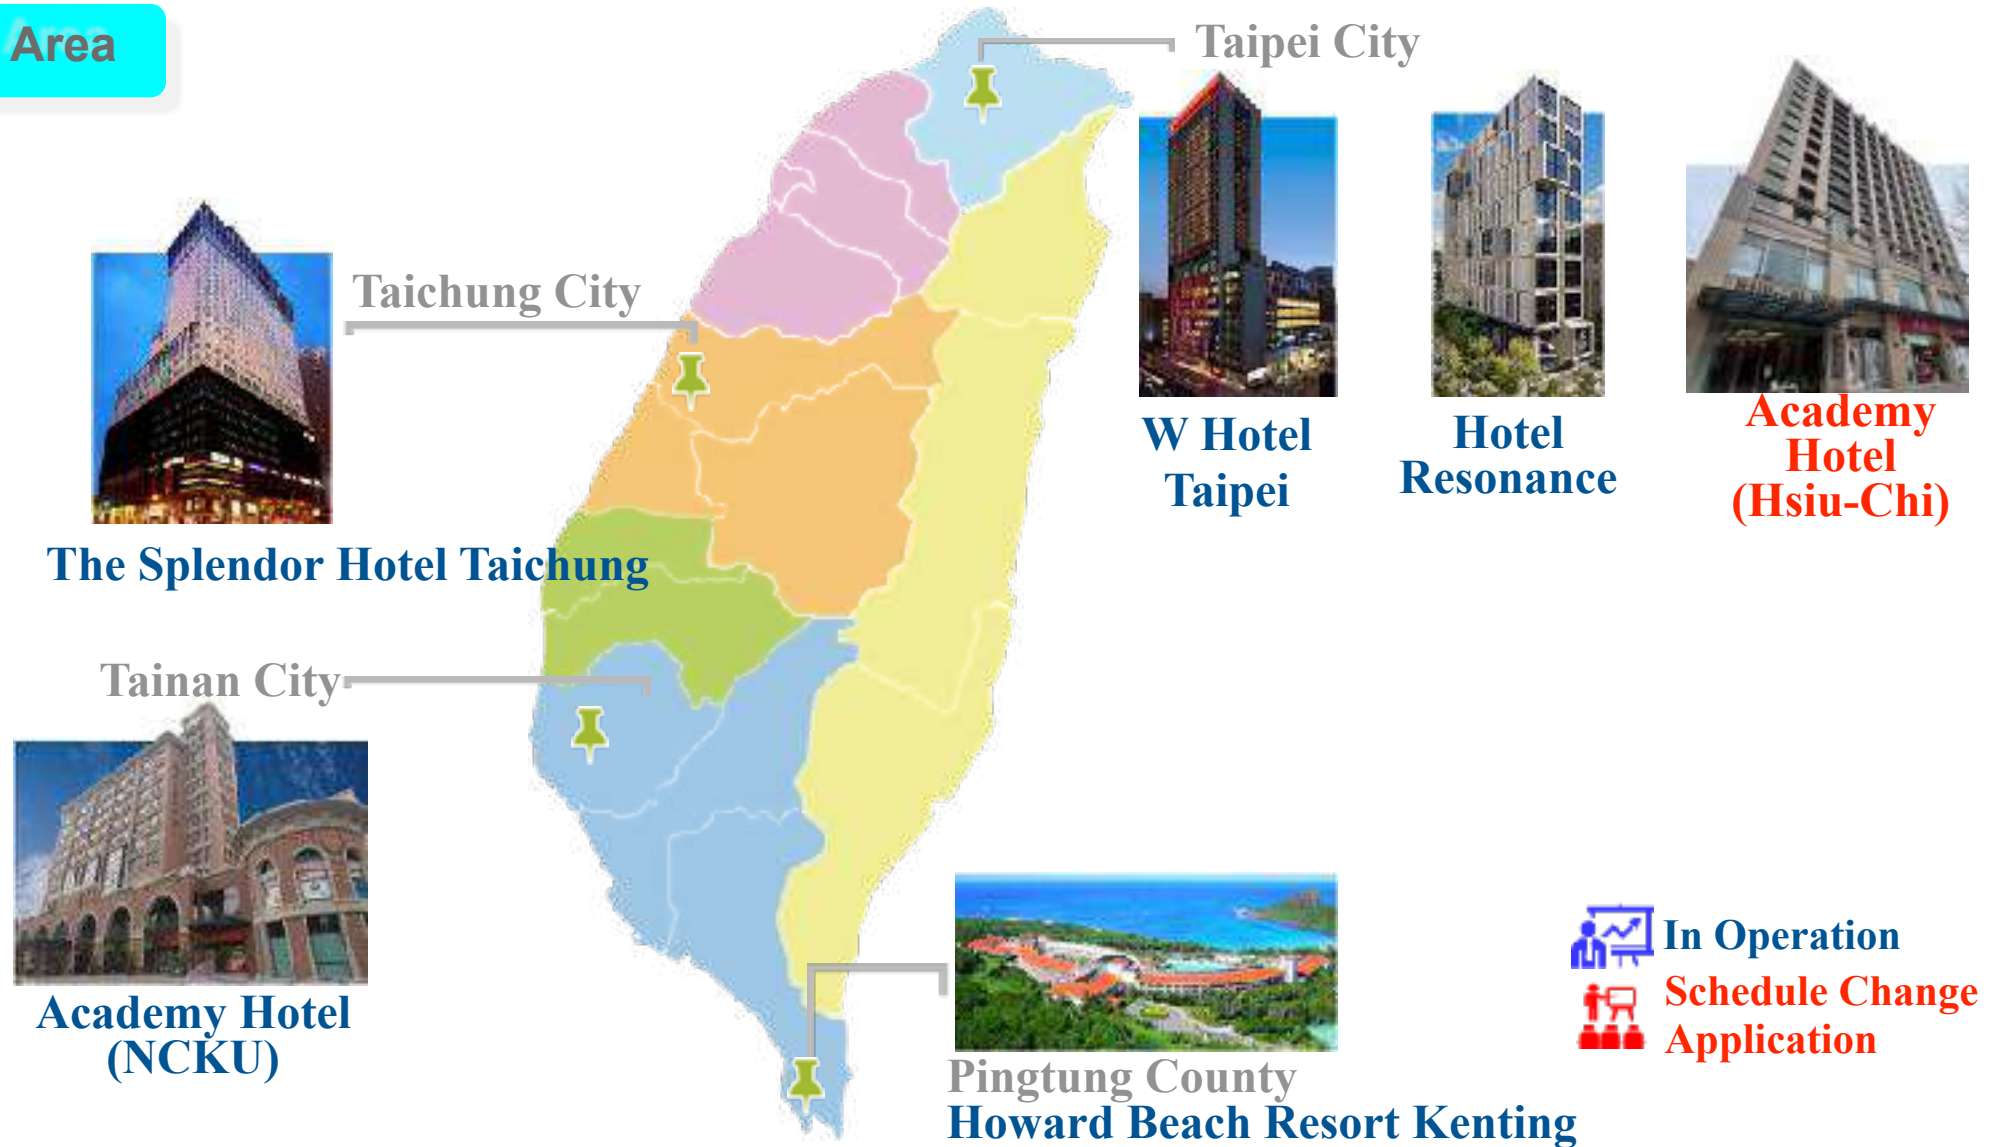 Area
Taipei City
W Hotel
Taipei
Hotel
Resonance
Academy
Hotel
(Hsiu-Chi)
Taichung City
The Splendor Hotel Taichung
Tainan City
Academy Hotel
(NCKU)
Pingtung County
Howard Beach Resort Kenting
In Operation
Schedule Change
Application